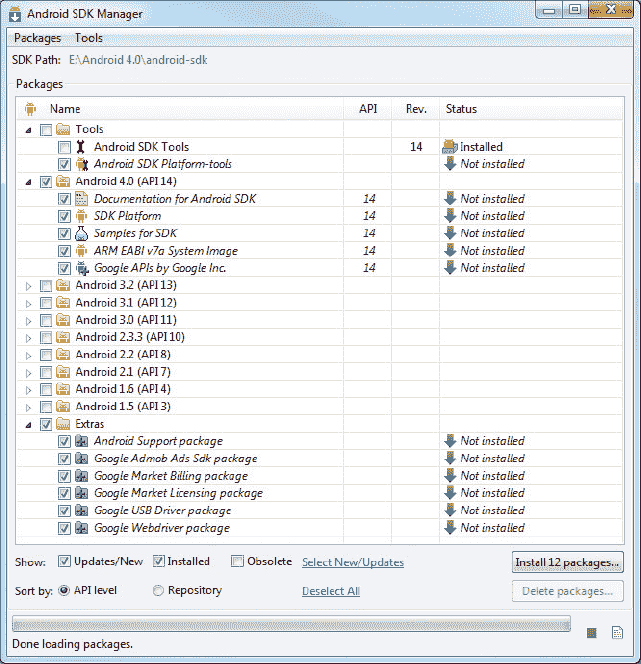 Android SDK Manager
Packages Tools
SDK Path: E:\Android 4.0\android-sdk
Packages
Name API Rev. Status
Tools
Android SDK Tools 14 Installed
Android SDK Platform-tools Not installed
Android 4.0 (API 14)
Documentation for Android SDK 14 Not installed
SDK Platform 14 Not installed
Samples for SDK 14 Not installed
ARM EABI v7a System Image 14 Not installed
Google APIs by Google Inc. 14 Not installed
Android 3.2 (API 13)
Android 3.1 (API 12)
Android 3.0 (API 11)
Android 2.3.3 (API 10)
Android 2.2 (API 8)
Android 2.1 (API 7)
Android 1.6 (API 4)
Android 1.5 (API 3)
Extras
Android Support package Not installed
Google Admob Ads Sdk package Not installed
Google Market Billing package Not installed
Google Market Licensing package Not installed
Google USB Driver package Not installed
Google Webdriver package Not installed
Show: Updates/New Installed Obsolete Select New/Updates Install 12 packages...
Sort by: API level Repository Deselect All Delete packages...
Done loading packages.